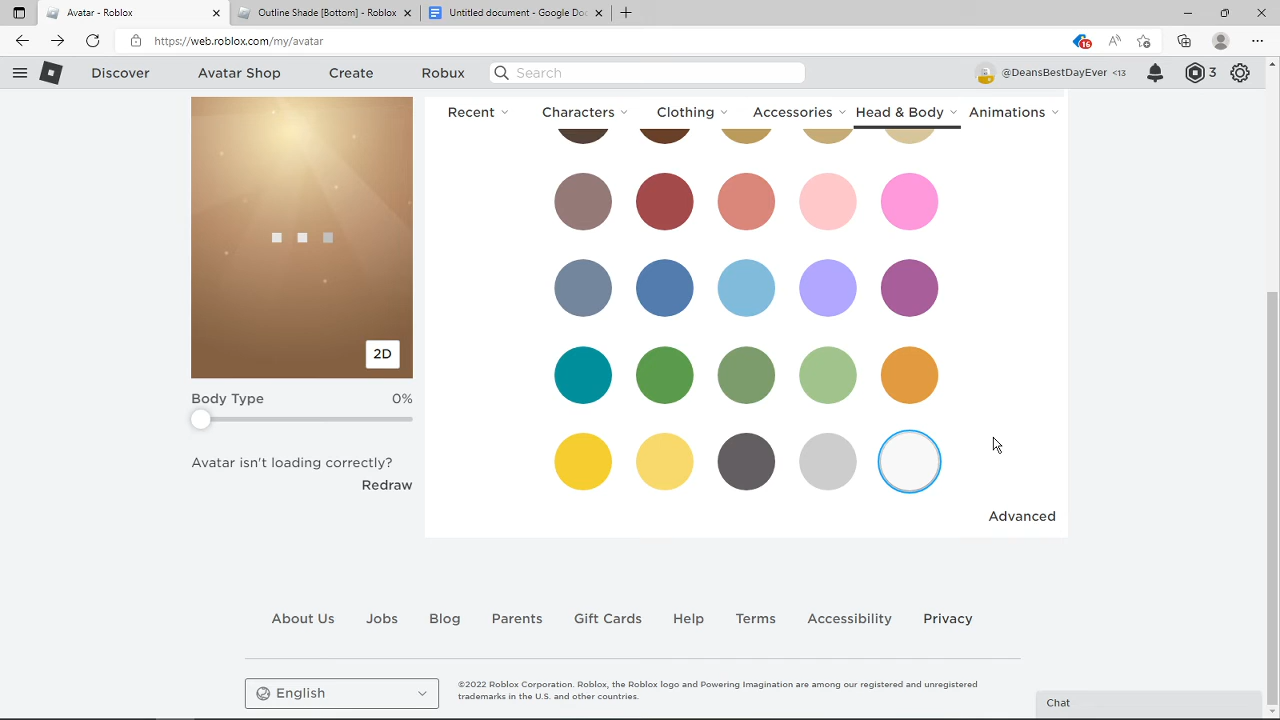 Avatar - Roblox
Outline Shade [Bottom] - Roblox
Untitled document - Google Do
https://web.roblox.com/my/avatar
16
Discover
Avatar Shop
Create
Robux
Search
@DeansBestDayEver <13
3
Recent
Characters
Clothing
Accessories
Head & Body
Animations
2D
Body Type
0%
Avatar isn't loading correctly?
Redraw
Advanced
About Us
Jobs
Blog
Parents
Gift Cards
Help
Terms
Accessibility
Privacy
English
©2022 Roblox Corporation. Roblox, the Roblox logo and Powering Imagination are among our registered and unregistered
trademarks in the U.S. and other countries.
Chat